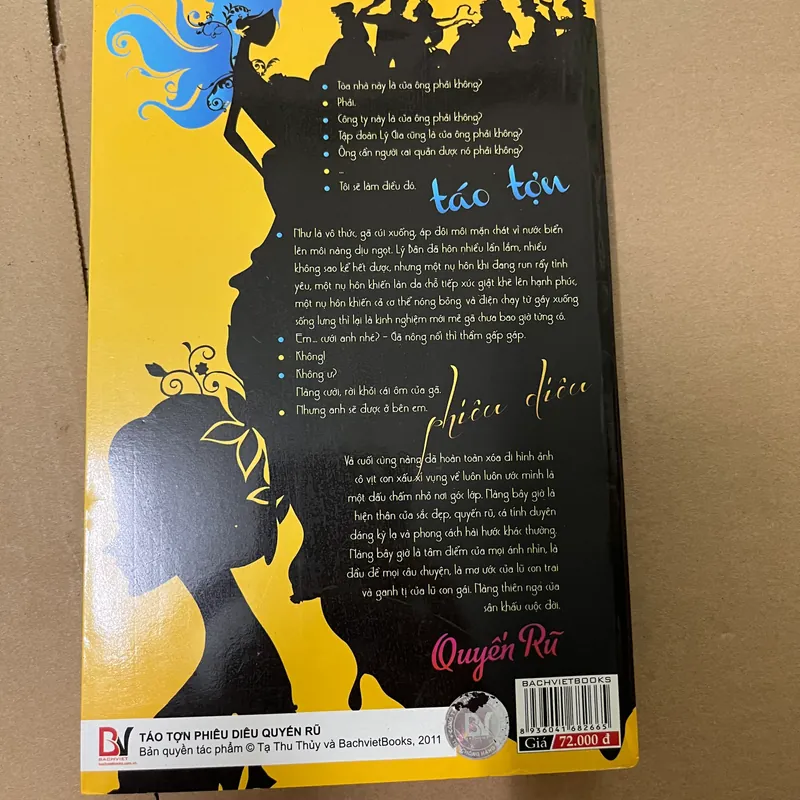 Tòa nhà này là của ông phải không?
Phải.
Công ty này là của ông phải không?
Tập đoàn Lý Gia cũng là của ông phải không?
Ông cần người cai quản được nó phải không?
...
Tôi sẽ làm điều đó.
táo tợn
Như là vô thức, gã cúi xuống, áp đôi môi mặn chát vì nước biển
lên môi nàng dịu ngọt. Lý Dân đã hôn nhiều lần lắm, nhiều
không sao kể hết được, nhưng một nụ hôn khi đang run rẩy tình
yêu, một nụ hôn khiến làn da chỗ tiếp xúc giật khẽ lên hạnh phúc,
một nụ hôn khiến cả cơ thể nóng bỏng và điện chạy từ gáy xuống
sống lưng thì lại là kinh nghiệm mới mẻ gã chưa bao giờ từng có.
Em... cưới anh nhé? – Gã nông nổi thì thầm gấp gáp.
Không!
Không ư?
Nàng cười, rời khỏi cái ôm của gã.
Nhưng anh sẽ được ở bên em.
phiêu diêu
Và cuối cùng nàng đã hoàn toàn xóa đi hình ảnh
cô vịt con xấu xí vụng về luôn luôn ước mình là
một dấu chấm nhỏ nơi góc lớp. Nàng bây giờ là
hiện thân của sắc đẹp, quyến rũ, cá tính duyên
dáng kỳ lạ và phong cách hài hước khác thường.
Nàng bây giờ là tâm điểm của mọi ánh nhìn, là
đầu đề mọi câu chuyện, là mơ ước của lũ con trai
và ganh tị của lũ con gái. Nàng thiên nga của
sân khấu cuộc đời.
Quyến Rũ
BACHVIETBOOKS
8 936041 682665
Giá 72.000 đ
BV
BACHVIET
TÁO TỢN PHIÊU DIÊU QUYẾN RŨ
Bản quyền tác phẩm © Tạ Thu Thủy và BachvietBooks, 2011